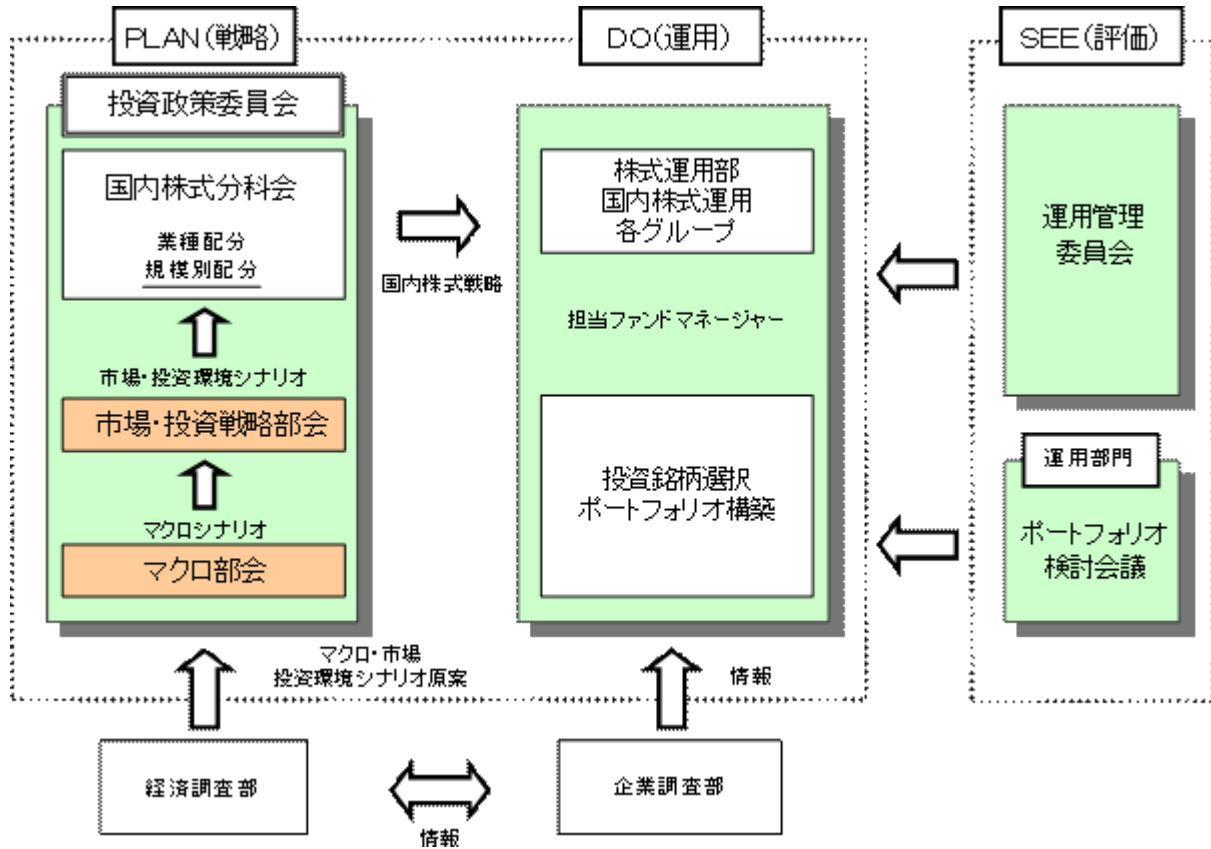 PLAN(戦略)
投資政策委員会
国内株式分科会
業種配分
規模別配分
市場・投資環境シナリオ
市場・投資戦略部会
マクロシナリオ
マクロ部会
国内株式戦略
DO(運用)
株式運用部
国内株式運用
各グループ
担当ファンドマネージャー
投資銘柄選択
ポートフォリオ構築
SEE(評価)
運用管理
委員会
運用部門
ポートフォリオ
検討会議
マクロ・市場
投資環境シナリオ原案
情報
経済調査部
情報
企業調査部